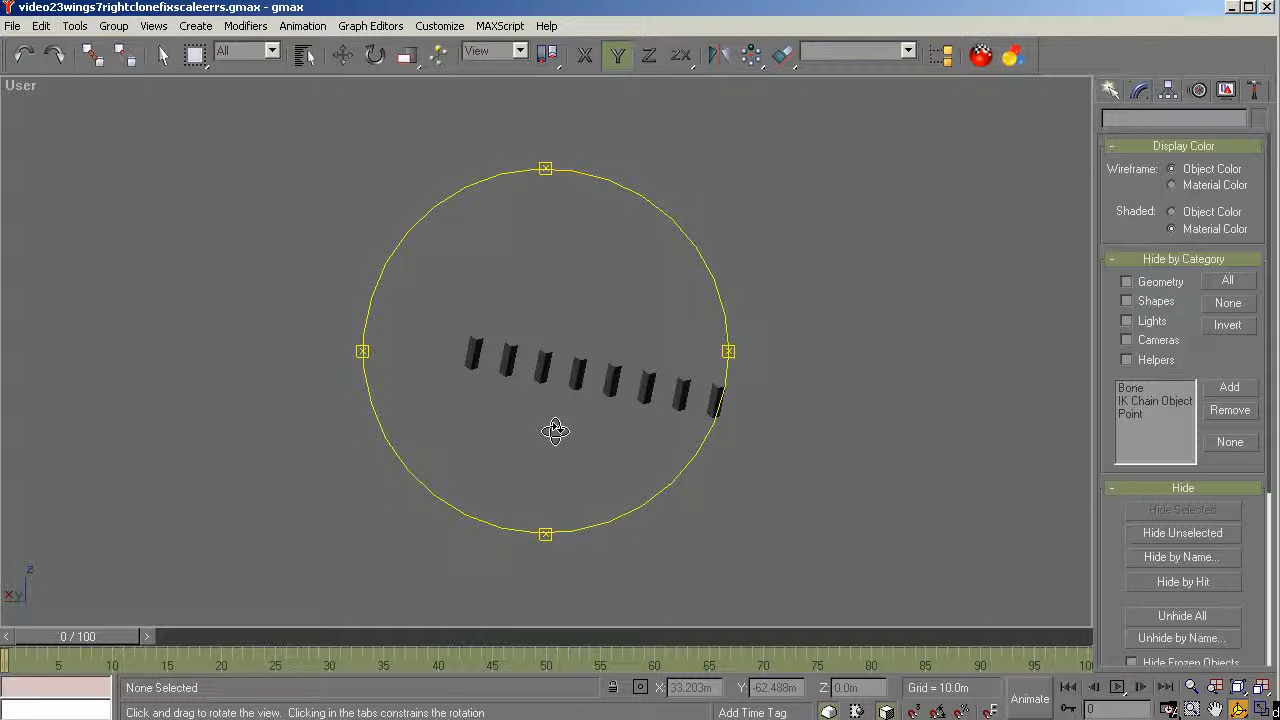 video23wings7rightclonefixscaleerrs.gmax - gmax
File Edit Tools Group Views Create Modifiers Animation Graph Editors Customize MAXScript Help
All View X Y Z ZX
User
Display Color
Wireframe: Object Color
Material Color
Shaded: Object Color
Material Color
Hide by Category
Geometry All
Shapes None
Lights Invert
Cameras
Helpers
Bone Add
IK Chain Object
Point Remove
None
Hide
Hide Selected
Hide Unselected
Hide by Name...
Hide by Hit
Unhide All
Unhide by Name...
Hide Frozen Objects
z
x y
0 / 100
5 10 15 20 25 30 35 40 45 50 55 60 65 70 75 80 85 90 95 10
None Selected X: 33.203m Y: -62.488m Z: 0.0m Grid = 10.0m Animate
Click and drag to rotate the view. Clicking in the tabs constrains the rotation Add Time Tag 0